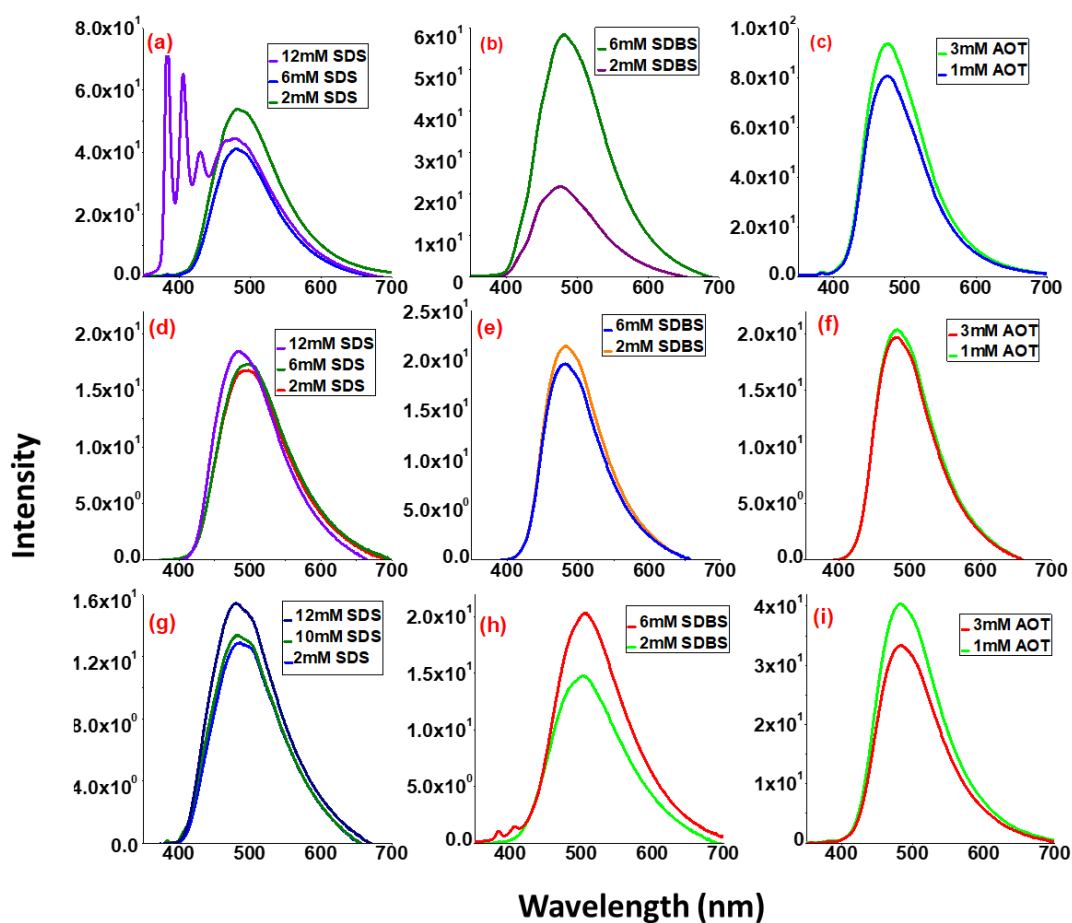 (a)
12mM SDS
6mM SDS
2mM SDS
8.0x10¹
6.0x10¹
4.0x10¹
2.0x10¹
0.0
400 500 600 700
(b)
6mM SDBS
2mM SDBS
6x10¹
5x10¹
4x10¹
3x10¹
2x10¹
1x10¹
0
400 500 600 700
(c)
3mM AOT
1mM AOT
1.0x10²
8.0x10¹
6.0x10¹
4.0x10¹
2.0x10¹
0.0
400 500 600 700
(d)
12mM SDS
6mM SDS
2mM SDS
2.0x10¹
1.5x10¹
1.0x10¹
5.0x10⁰
0.0
400 500 600 700
(e)
6mM SDBS
2mM SDBS
2.5x10¹
2.0x10¹
1.5x10¹
1.0x10¹
5.0x10⁰
0.0
400 500 600 700
(f)
3mM AOT
1mM AOT
2.0x10¹
1.5x10¹
1.0x10¹
5.0x10⁰
0.0
400 500 600 700
(g)
12mM SDS
10mM SDS
2mM SDS
1.6x10¹
1.2x10¹
8.0x10⁰
4.0x10⁰
0.0
400 500 600 700
(h)
6mM SDBS
2mM SDBS
2.0x10¹
1.5x10¹
1.0x10¹
5.0x10⁰
0.0
400 500 600 700
(i)
3mM AOT
1mM AOT
4x10¹
3x10¹
2x10¹
1x10¹
0
400 500 600 700
Intensity
Wavelength (nm)